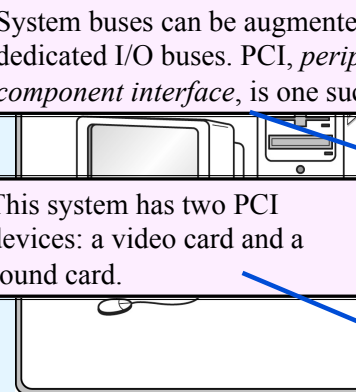 System buses can be augmente
dedicated I/O buses. PCI, perip
component interface, is one suc
This system has two PCI
devices: a video card and a
sound card.